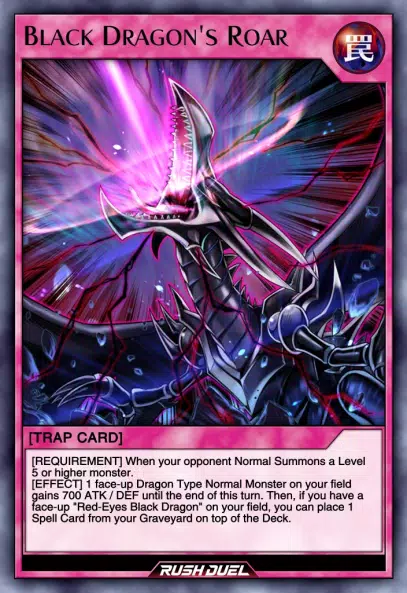 BLACK DRAGON'S ROAR
罠
[TRAP CARD]
[REQUIREMENT] When your opponent Normal Summons a Level
5 or higher monster.
[EFFECT] 1 face-up Dragon Type Normal Monster on your field
gains 700 ATK / DEF until the end of this turn. Then, if you have a
face-up "Red-Eyes Black Dragon" on your field, you can place 1
Spell Card from your Graveyard on top of the Deck.
RUSH DUEL